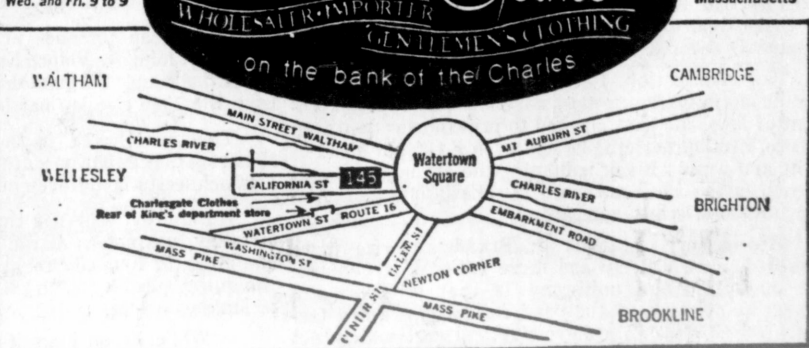 Wed. and Fri. 9 to 9
Massachusetts
WHOLESALER • IMPORTER
GENTLEMEN'S CLOTHING
on the bank of the Charles
WALTHAM
CAMBRIDGE
MAIN STREET WALTHAM
MT AUBURN ST
CHARLES RIVER
Watertown
Square
WELLESLEY
CALIFORNIA ST
145
CHARLES RIVER
BRIGHTON
Charlesgate Clothes
Rear of King's department store
WATERTOWN ST ROUTE 16
EMBARKMENT ROAD
WASHINGTON ST
MASS PIKE
GALEN ST
NEWTON CORNER
CENTER ST
MASS PIKE
BROOKLINE